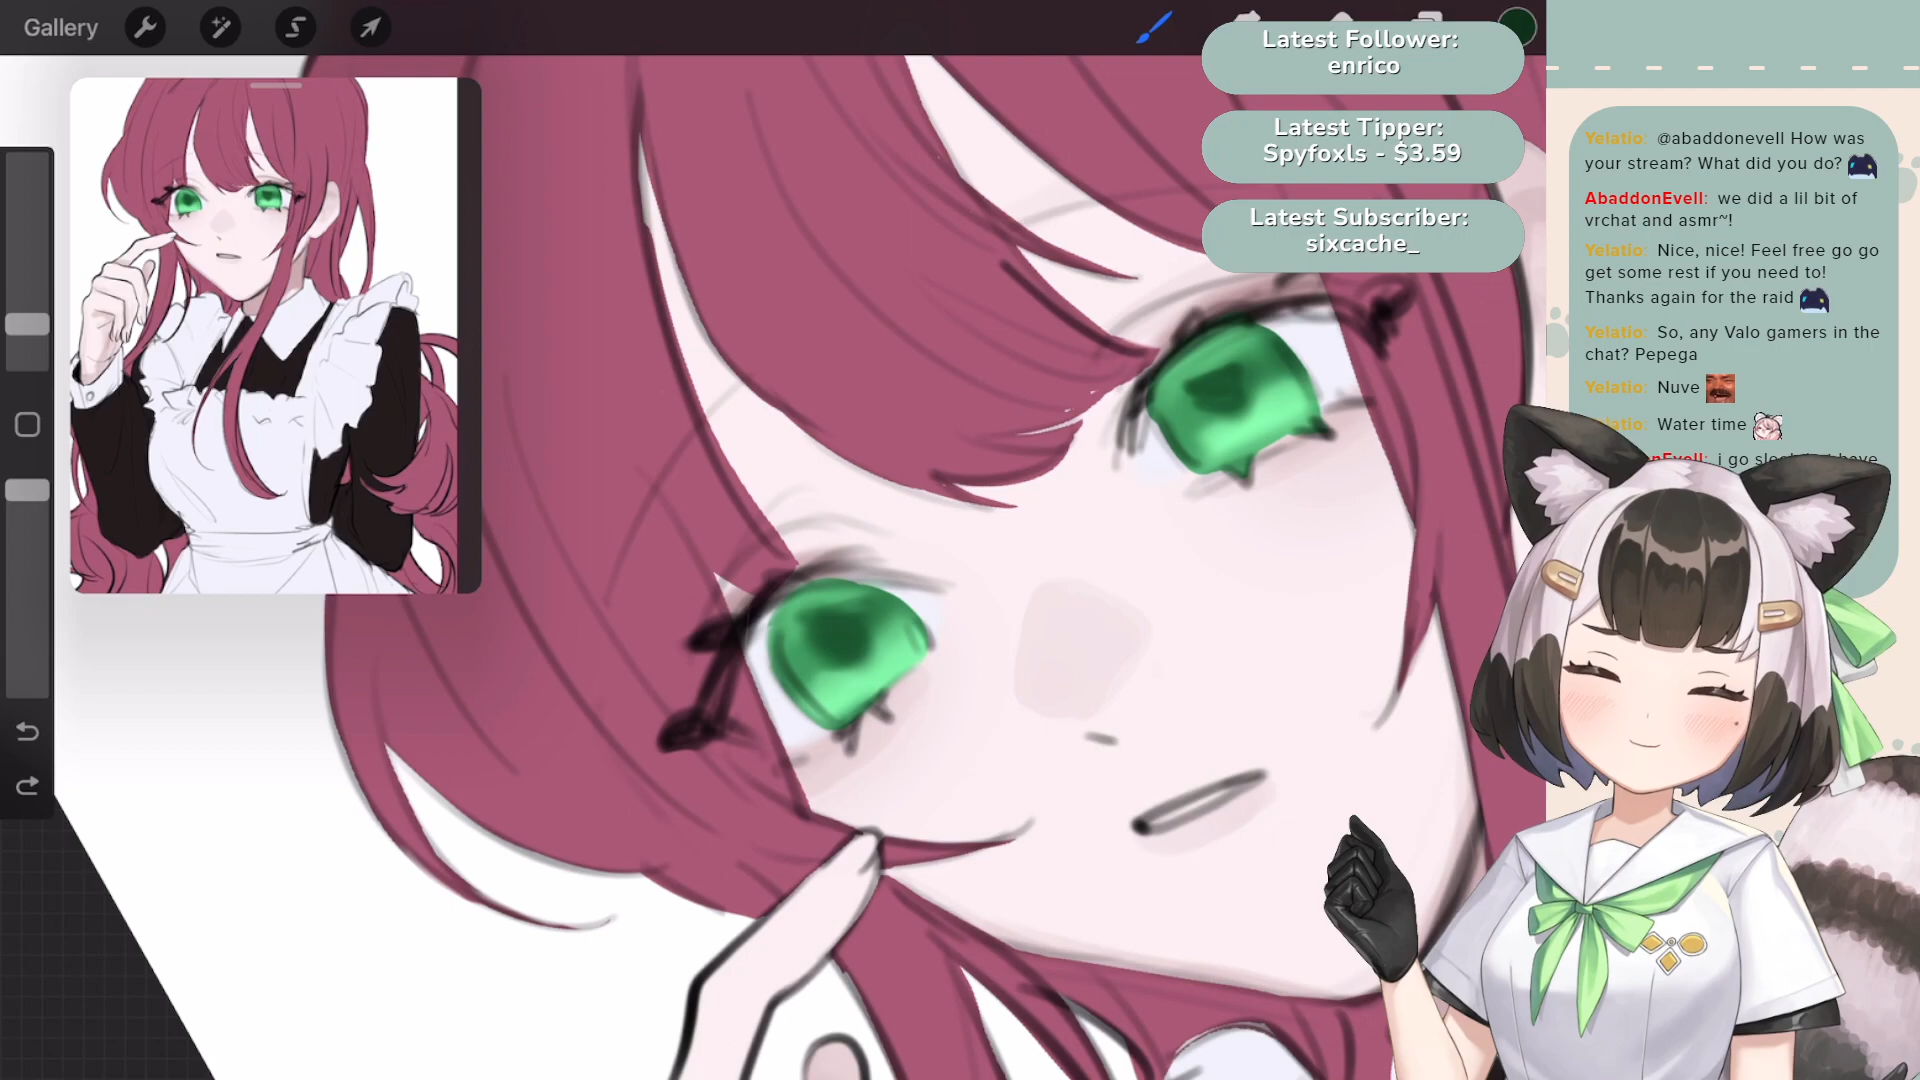 Gallery
Latest Follower:
enrico
Latest Tipper:
Spyfoxls - $3.59
Latest Subscriber:
sixcache_
Yelatio: @abaddonevell How was
your stream? What did you do?
AbaddonEvell: we did a lil bit of
vrchat and asmr~!
Yelatio: Nice, nice! Feel free go go
get some rest if you need to!
Thanks again for the raid
Yelatio: So, any Valo gamers in the
chat? Pepega
Yelatio: Nuve
Yelatio: Water time
i go